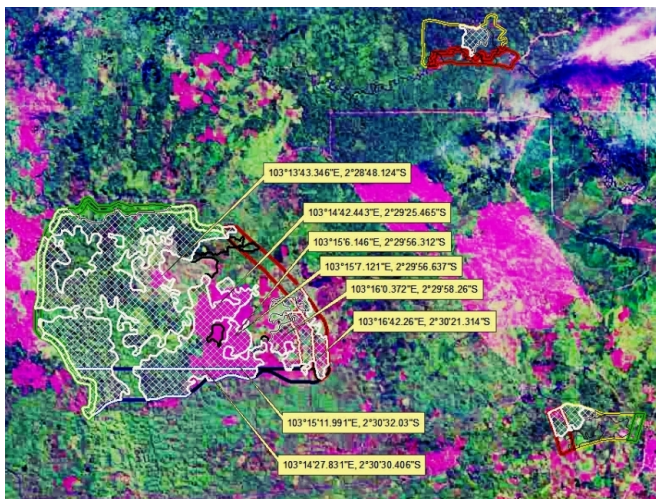 103°13'43.346"E, 2°28'48.124"S
103°14'42.443"E, 2°29'25.465"S
103°15'6.146"E, 2°29'56.312"S
103°15'7.121"E, 2°29'56.637"S
103°16'0.372"E, 2°29'58.26"S
103°16'42.26"E, 2°30'21.314"S
103°15'11.991"E, 2°30'32.03"S
103°14'27.831"E, 2°30'30.406"S